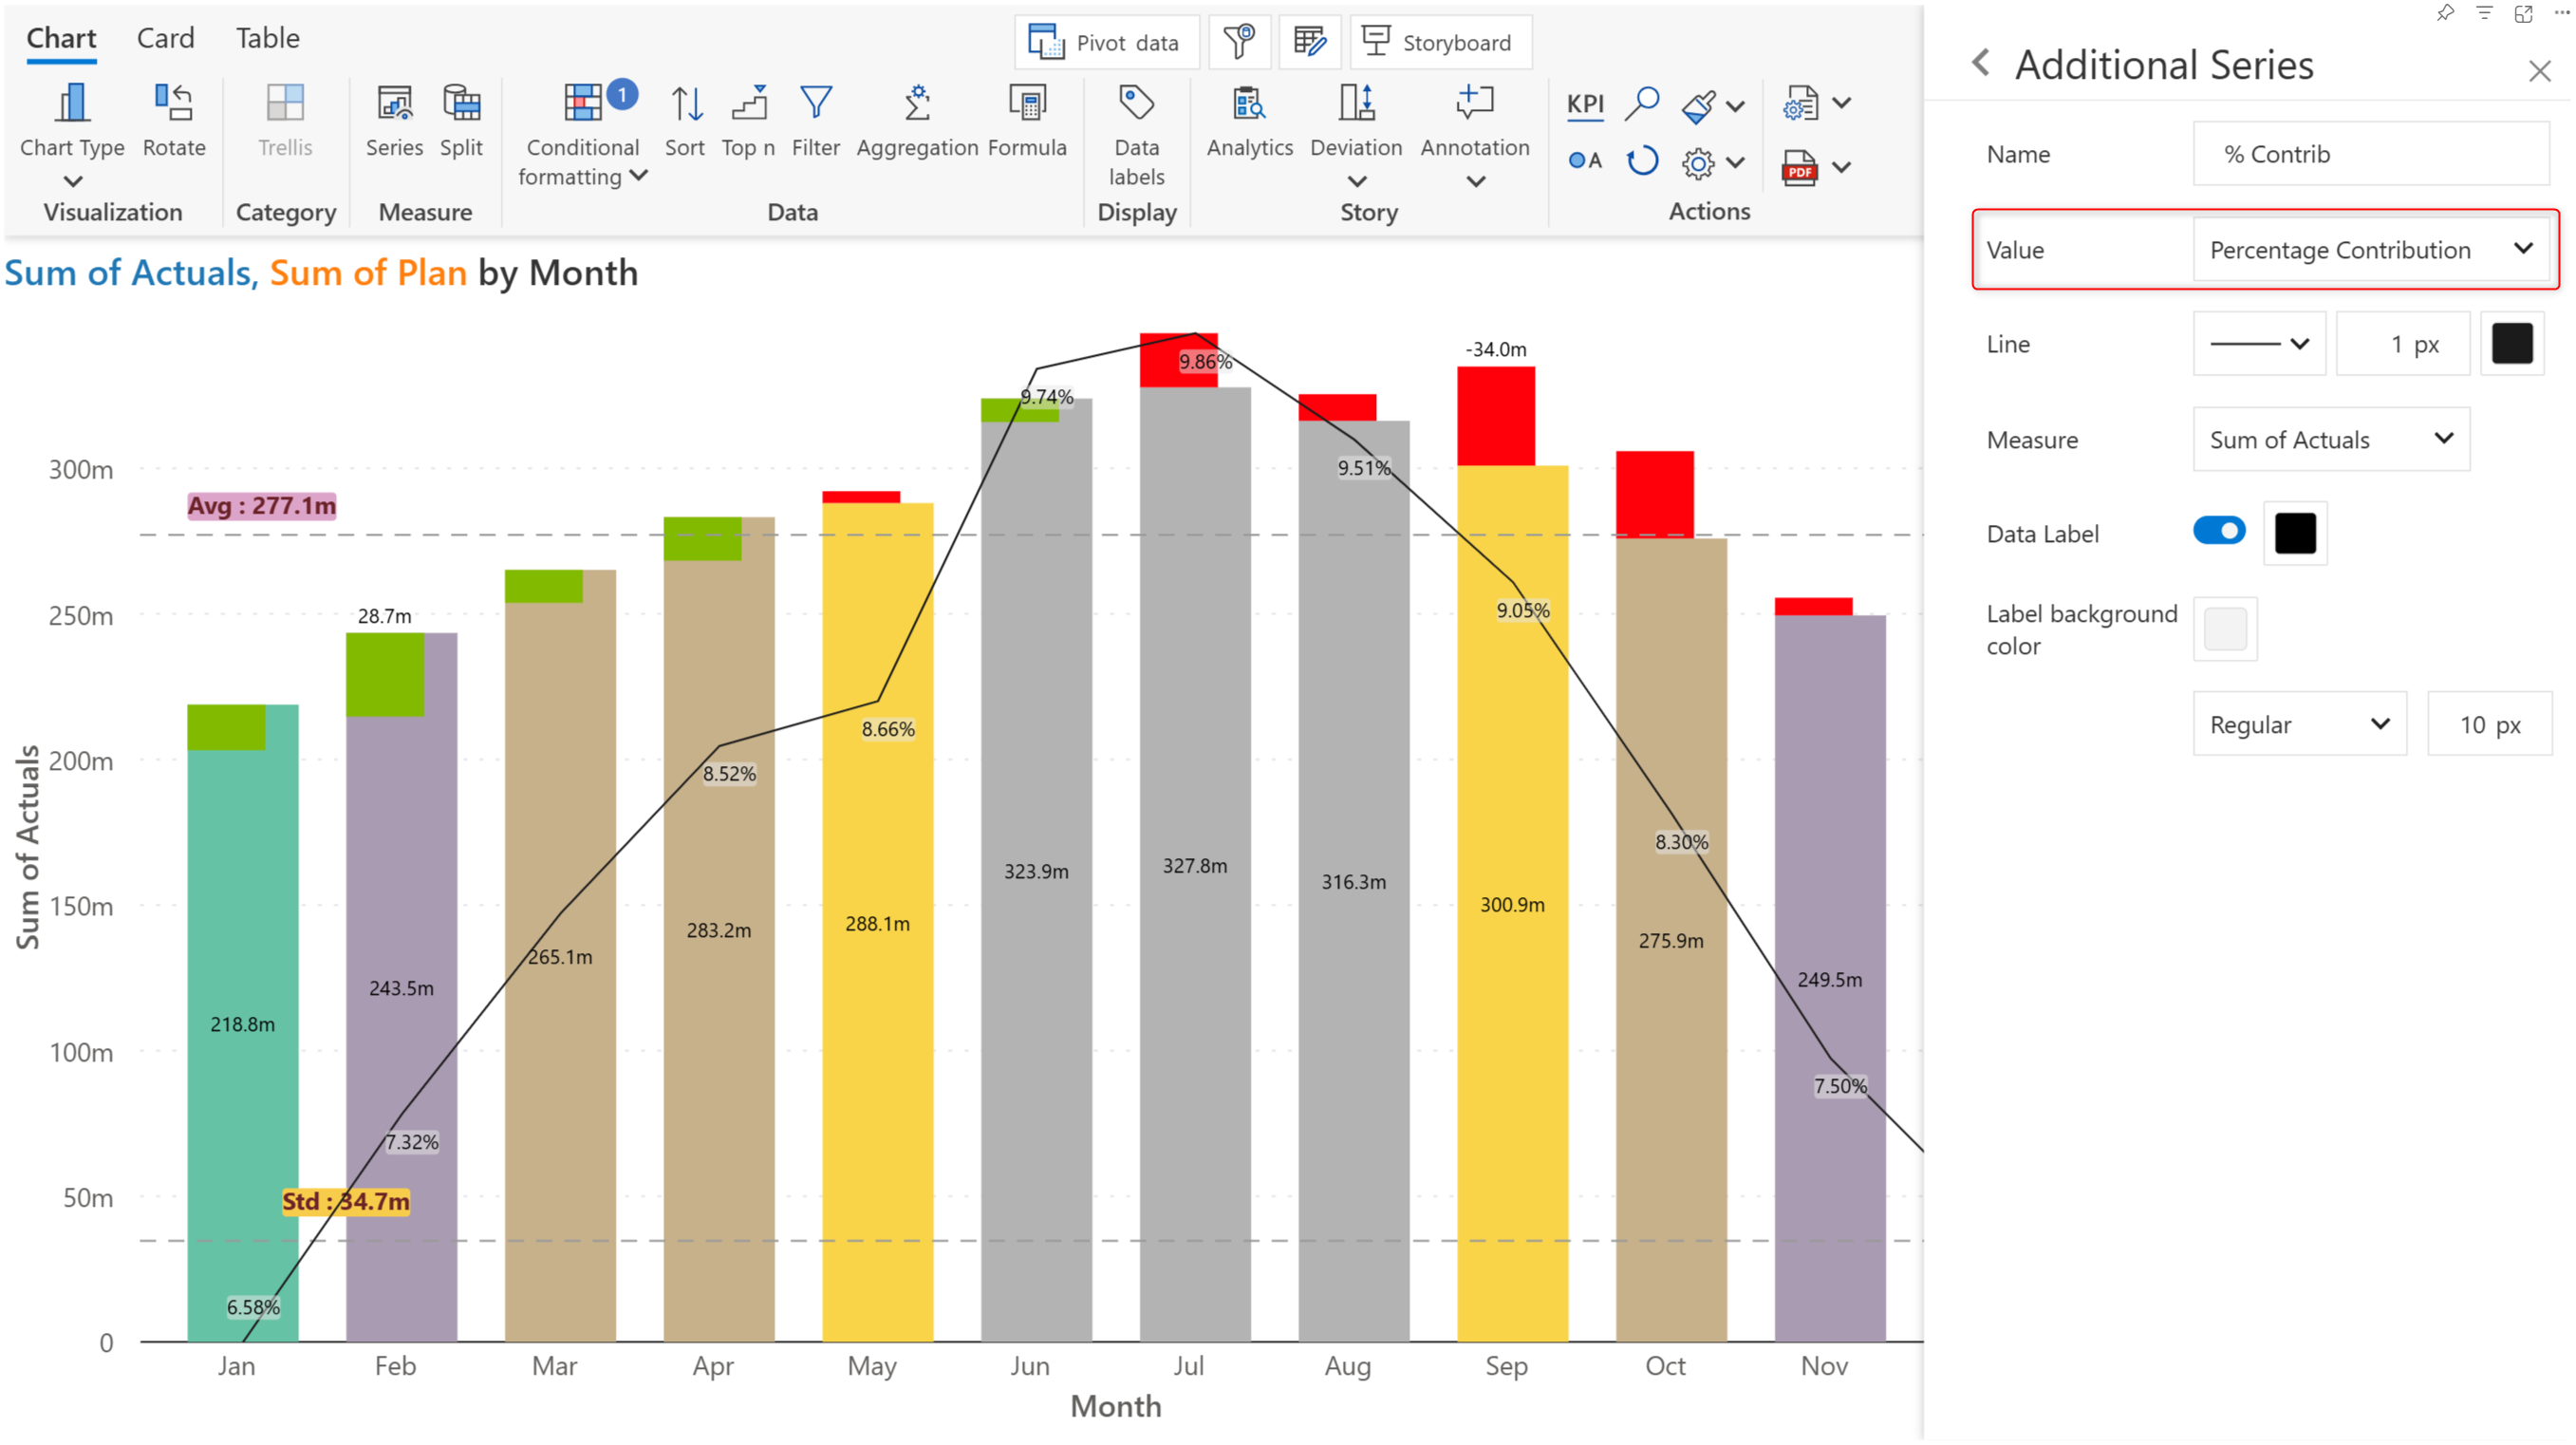 Chart Card Table
Pivot data Storyboard
Chart Type Rotate Trellis Series Split Conditional formatting 1 Sort Top n Filter Aggregation Formula Data labels Analytics Deviation Annotation KPI A PDF
Visualization Category Measure Data Display Story Actions
Sum of Actuals, Sum of Plan by Month
Sum of Actuals
300m
250m
200m
150m
100m
50m
0
Avg : 277.1m
Std : 34.7m
28.7m
-34.0m
6.58%
7.32%
8.52%
8.66%
9.74%
9.86%
9.51%
9.05%
8.30%
7.50%
218.8m
243.5m
265.1m
283.2m
288.1m
323.9m
327.8m
316.3m
300.9m
275.9m
249.5m
Jan Feb Mar Apr May Jun Jul Aug Sep Oct Nov
Month
Additional Series
Name % Contrib
Value Percentage Contribution
Line 1 px
Measure Sum of Actuals
Data Label
Label background
color
Regular 10 px